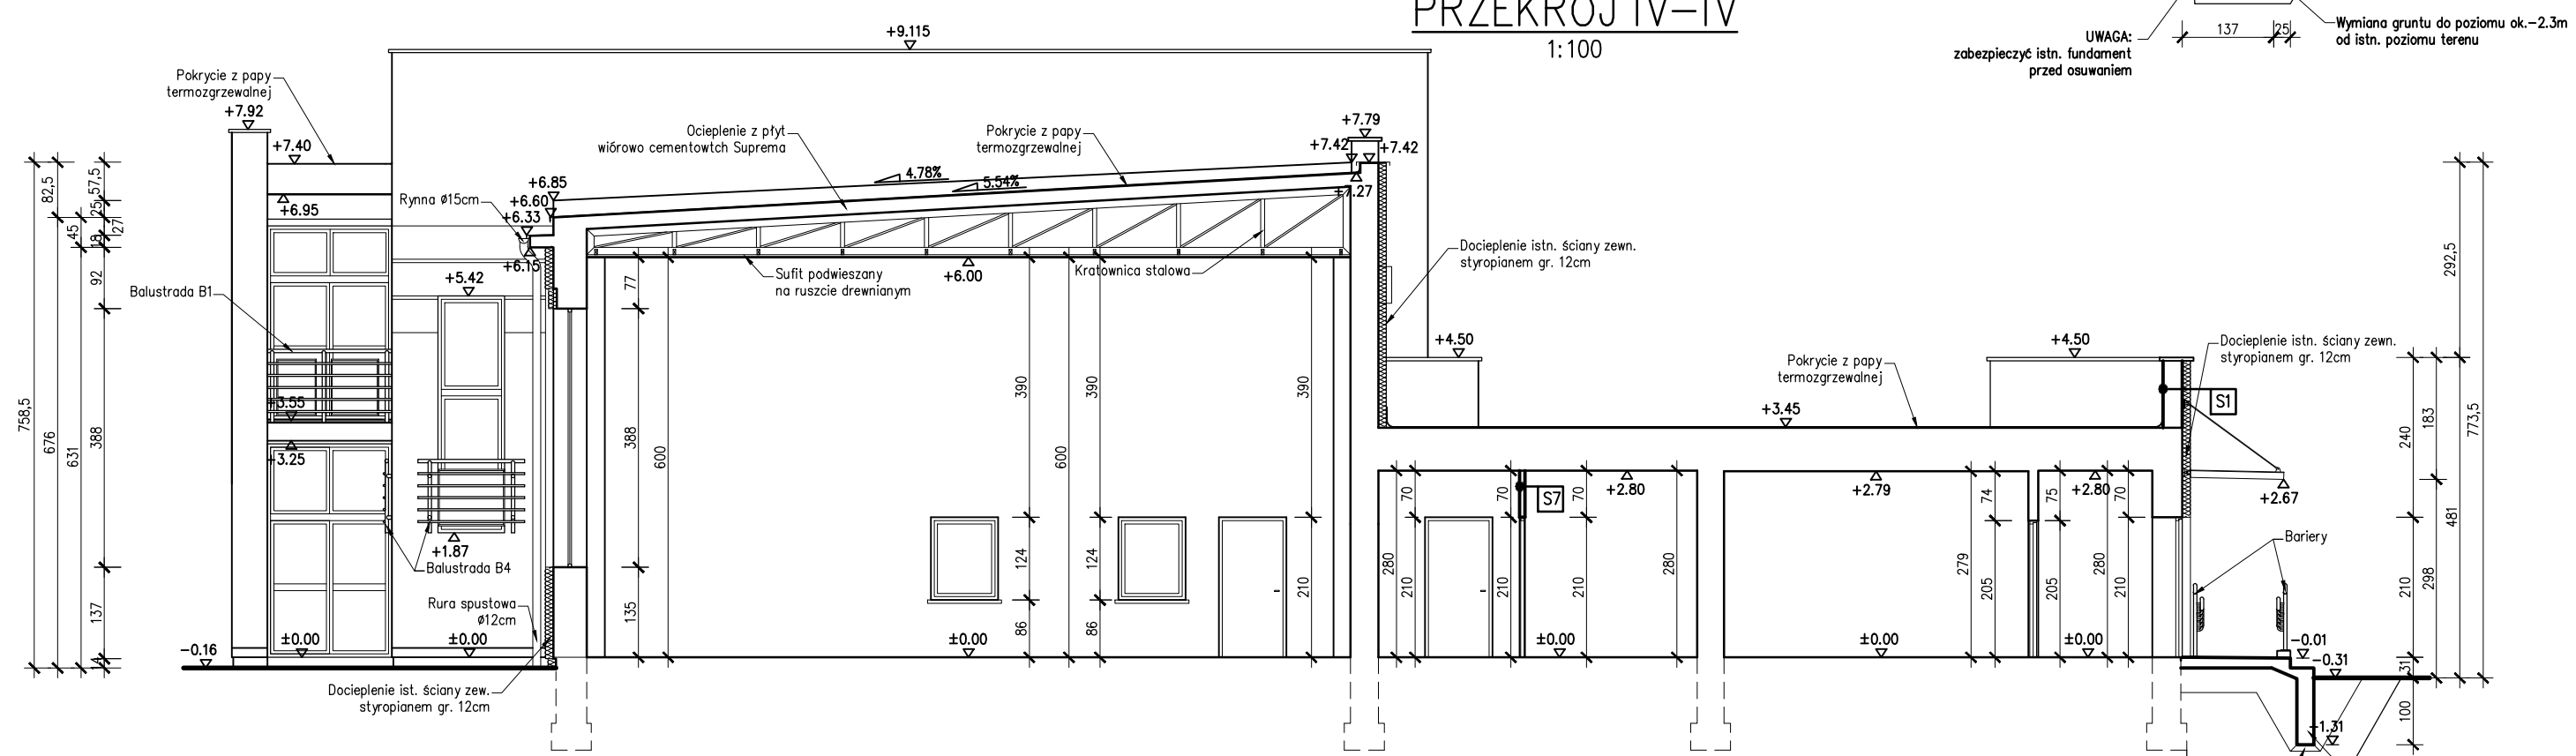 PRZEKRÓJ IV–IV
1:100
UWAGA:
zabezpieczyć istn. fundament
przed osuwaniem
137
25
Wymiana gruntu do poziomu ok.–2.3m
od istn. poziomu terenu
+9.115
Pokrycie z papy
termozgrzewalnej
+7.92
+7.40
+6.95
Ocieplenie z płyt
wiórowo cementowtch Suprema
Pokrycie z papy
termozgrzewalnej
4.78%
5.54%
+7.79
+7.42
+7.42
+7.27
Rynna ø15cm
+6.85
+6.60
+6.33
+6.15
Sufit podwieszany
na ruszcie drewnianym
+6.00
Kratownica stalowa
Docieplenie istn. ściany zewn.
styropianem gr. 12cm
Balustrada B1
+5.42
+3.55
+3.25
+1.87
Balustrada B4
Rura spustowa
ø12cm
-0.16
±0.00
±0.00
Docieplenie ist. ściany zew.
styropianem gr. 12cm
758,5
676
82,5
631
45
57,5
25
27
18
92
388
137
14
77
388
135
600
±0.00
390
124
86
600
390
124
86
390
210
+4.50
Pokrycie z papy
termozgrzewalnej
+3.45
+4.50
Docieplenie istn. ściany zewn.
styropianem gr. 12cm
S1
S7
280
70
210
70
210
70
210
+2.80
280
±0.00
+2.79
±0.00
279
74
205
75
205
+2.80
280
70
210
±0.00
+2.67
Bariery
-0.01
-0.31
-1.31
240
210
31
100
183
298
292,5
481
773,5